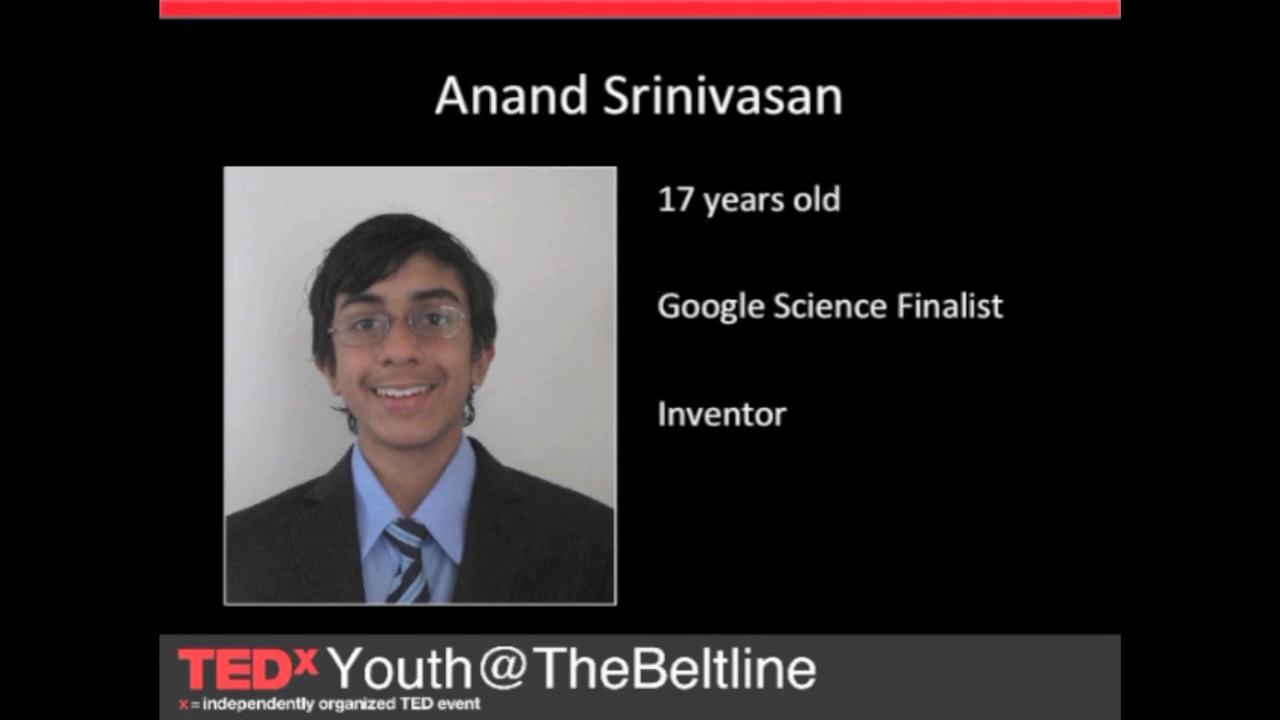 Anand Srinivasan
17 years old
Google Science Finalist
Inventor
TEDx Youth@TheBeltline
x = independently organized TED event